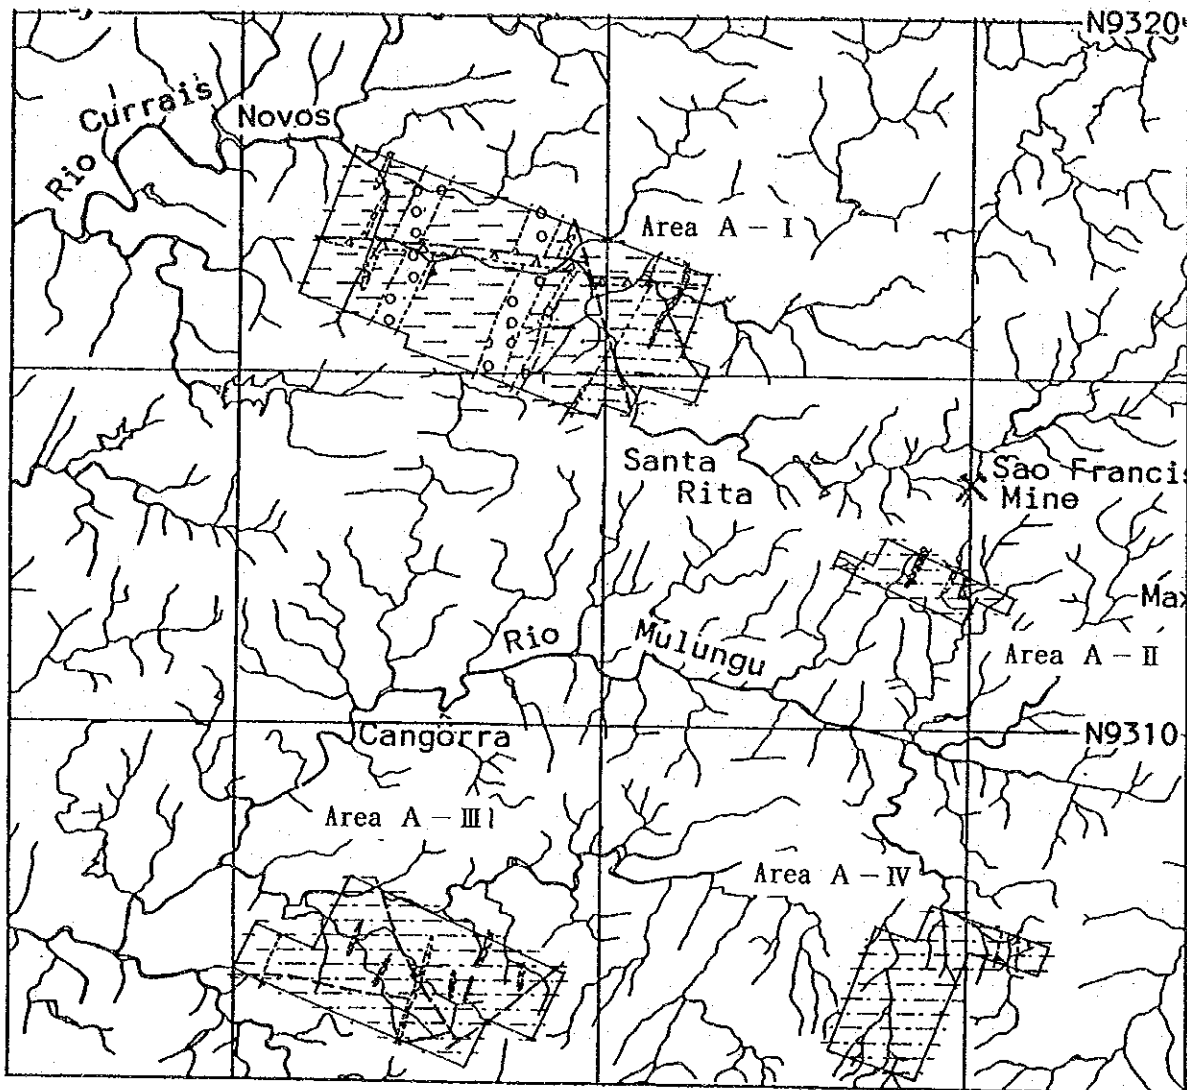 N9320
Currais
Novos
Rio
Area A-I
Santa
Rita
Sao Francis
Mine
Max
Rio
Mulungu
Area A-II
Cangorra
N9310
Area A-III
Area A-IV